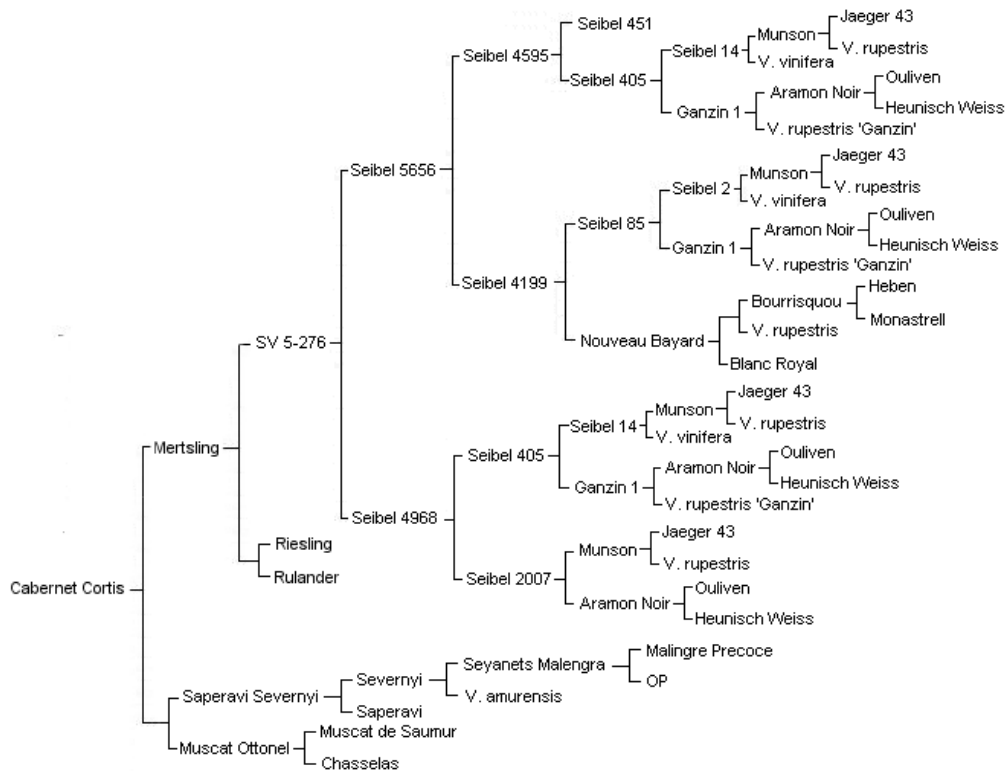 Jaeger 43
Seibel 451
Munson
V. rupestris
Seibel 4595
Seibel 14
V. vinifera
Seibel 405
Ouliven
Aramon Noir
Heunisch Weiss
Ganzin 1
V. rupestris 'Ganzin'
Jaeger 43
Seibel 5656
Munson
V. rupestris
Seibel 2
V. vinifera
Ouliven
Seibel 85
Aramon Noir
Heunisch Weiss
Ganzin 1
V. rupestris 'Ganzin'
Seibel 4199
Heben
Bourrisquou
Monastrell
V. rupestris
SV 5-276
Nouveau Bayard
Blanc Royal
Jaeger 43
Munson
V. rupestris
Seibel 14
V. vinifera
Mertsling
Seibel 405
Ouliven
Aramon Noir
Heunisch Weiss
Ganzin 1
V. rupestris 'Ganzin'
Seibel 4968
Jaeger 43
Riesling
Munson
V. rupestris
Rulander
Seibel 2007
Cabernet Cortis
Ouliven
Aramon Noir
Heunisch Weiss
Malingre Precoce
Seyanets Malengra
Severnyi
OP
Saperavi Severnyi
V. amurensis
Saperavi
Muscat de Saumur
Muscat Ottonel
Chasselas